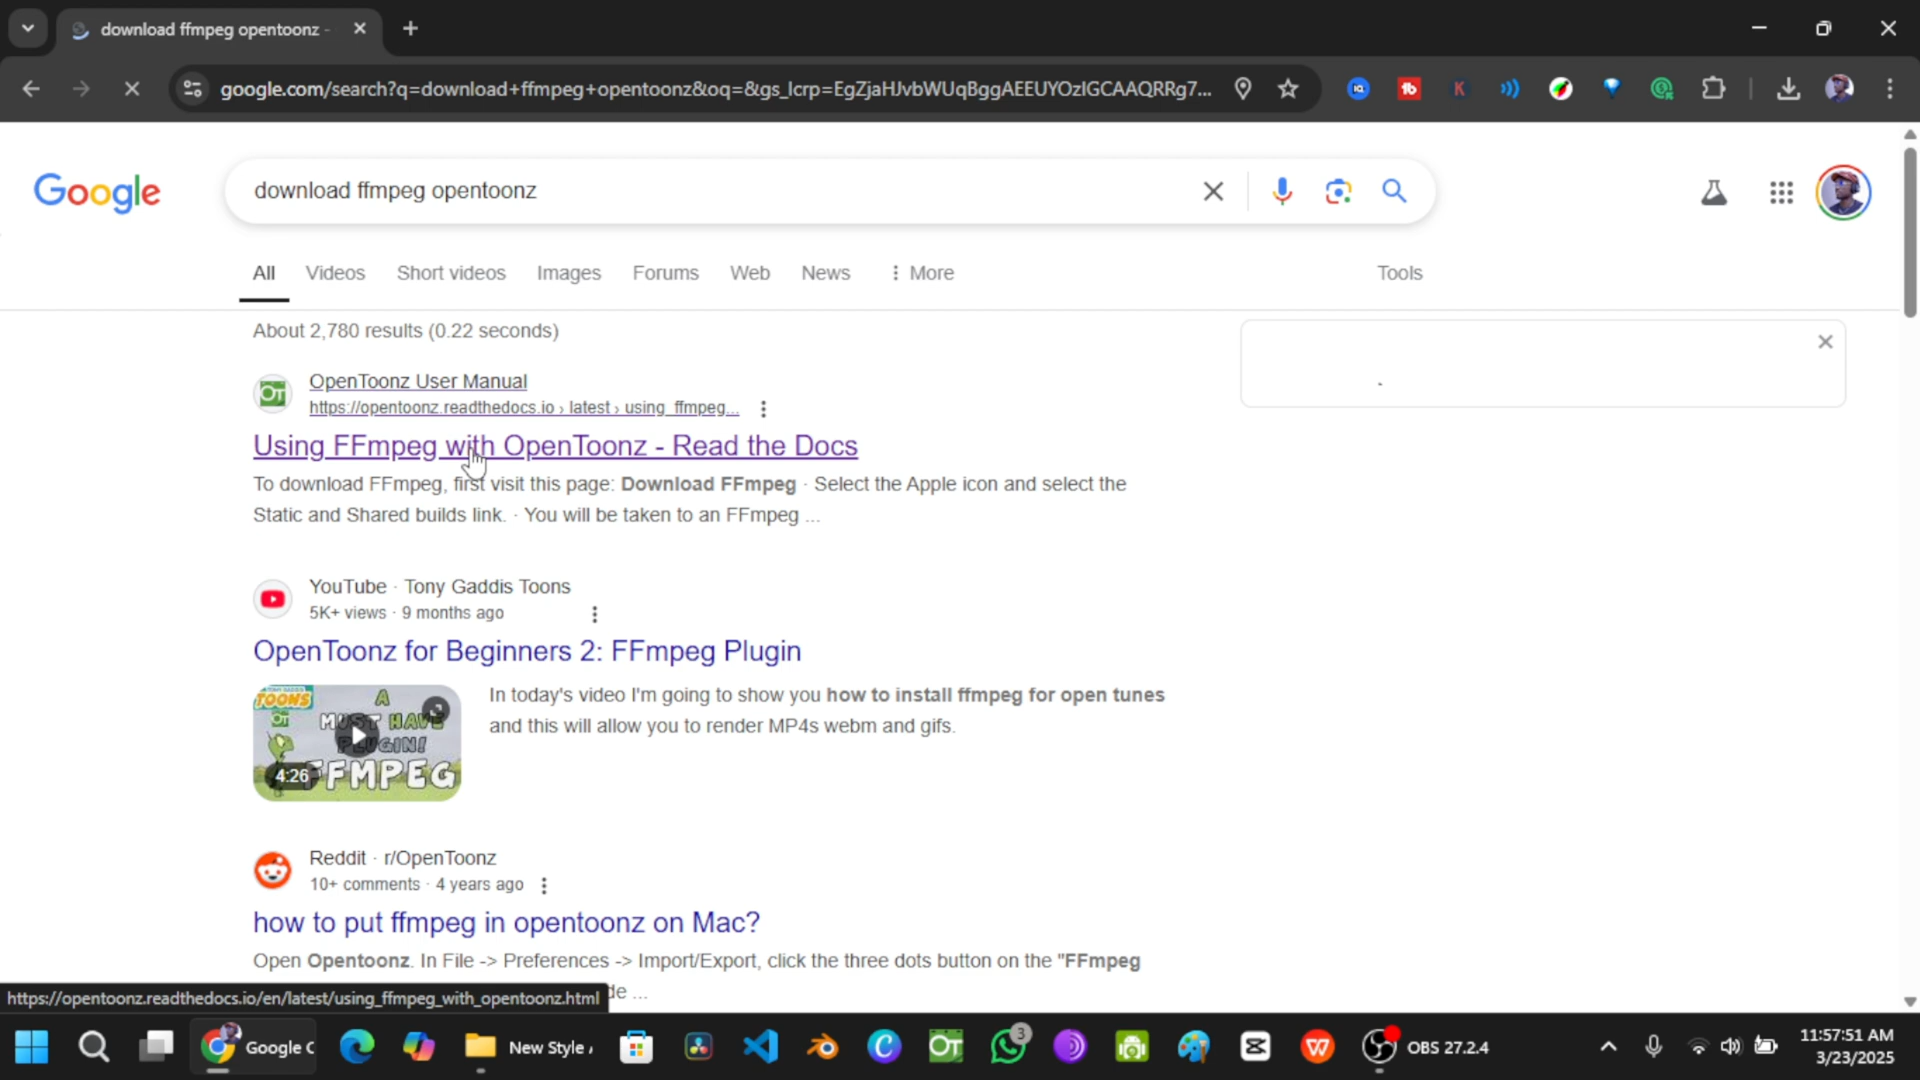 download ffmpeg opentoonz -
google.com/search?q=download+ffmpeg+opentoonz&oq=&gs_lcrp=EgZjaHJvbWUqBggAEEUYOzIGCAAQRRg7...
Google
download ffmpeg opentoonz
All Videos Short videos Images Forums Web News More Tools
About 2,780 results (0.22 seconds)
OpenToonz User Manual
https://opentoonz.readthedocs.io › latest › using_ffmpeg...
Using FFmpeg with OpenToonz - Read the Docs
To download FFmpeg, first visit this page: Download FFmpeg · Select the Apple icon and select the
Static and Shared builds link. · You will be taken to an FFmpeg ...
YouTube · Tony Gaddis Toons
5K+ views · 9 months ago
OpenToonz for Beginners 2: FFmpeg Plugin
TOONS
A
MUST HAVE
PLUGIN!
FFMPEG
4:26
In today's video I'm going to show you how to install ffmpeg for open tunes
and this will allow you to render MP4s webm and gifs.
Reddit · r/OpenToonz
10+ comments · 4 years ago
how to put ffmpeg in opentoonz on Mac?
Open Opentoonz. In File -> Preferences -> Import/Export, click the three dots button on the "FFmpeg
de ...
https://opentoonz.readthedocs.io/en/latest/using_ffmpeg_with_opentoonz.html
Google C
New Style
3
OBS 27.2.4
11:57:51 AM
3/23/2025